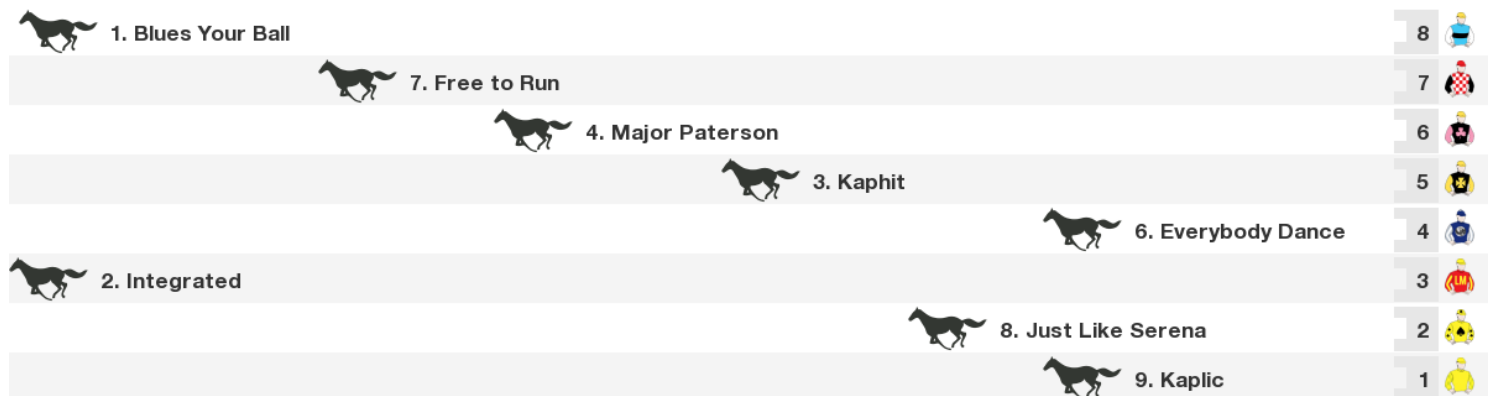 1. Blues Your Ball 8
7. Free to Run 7
4. Major Paterson 6
3. Kaphit 5
6. Everybody Dance 4
2. Integrated 3 LM
8. Just Like Serena 2
9. Kaplic 1